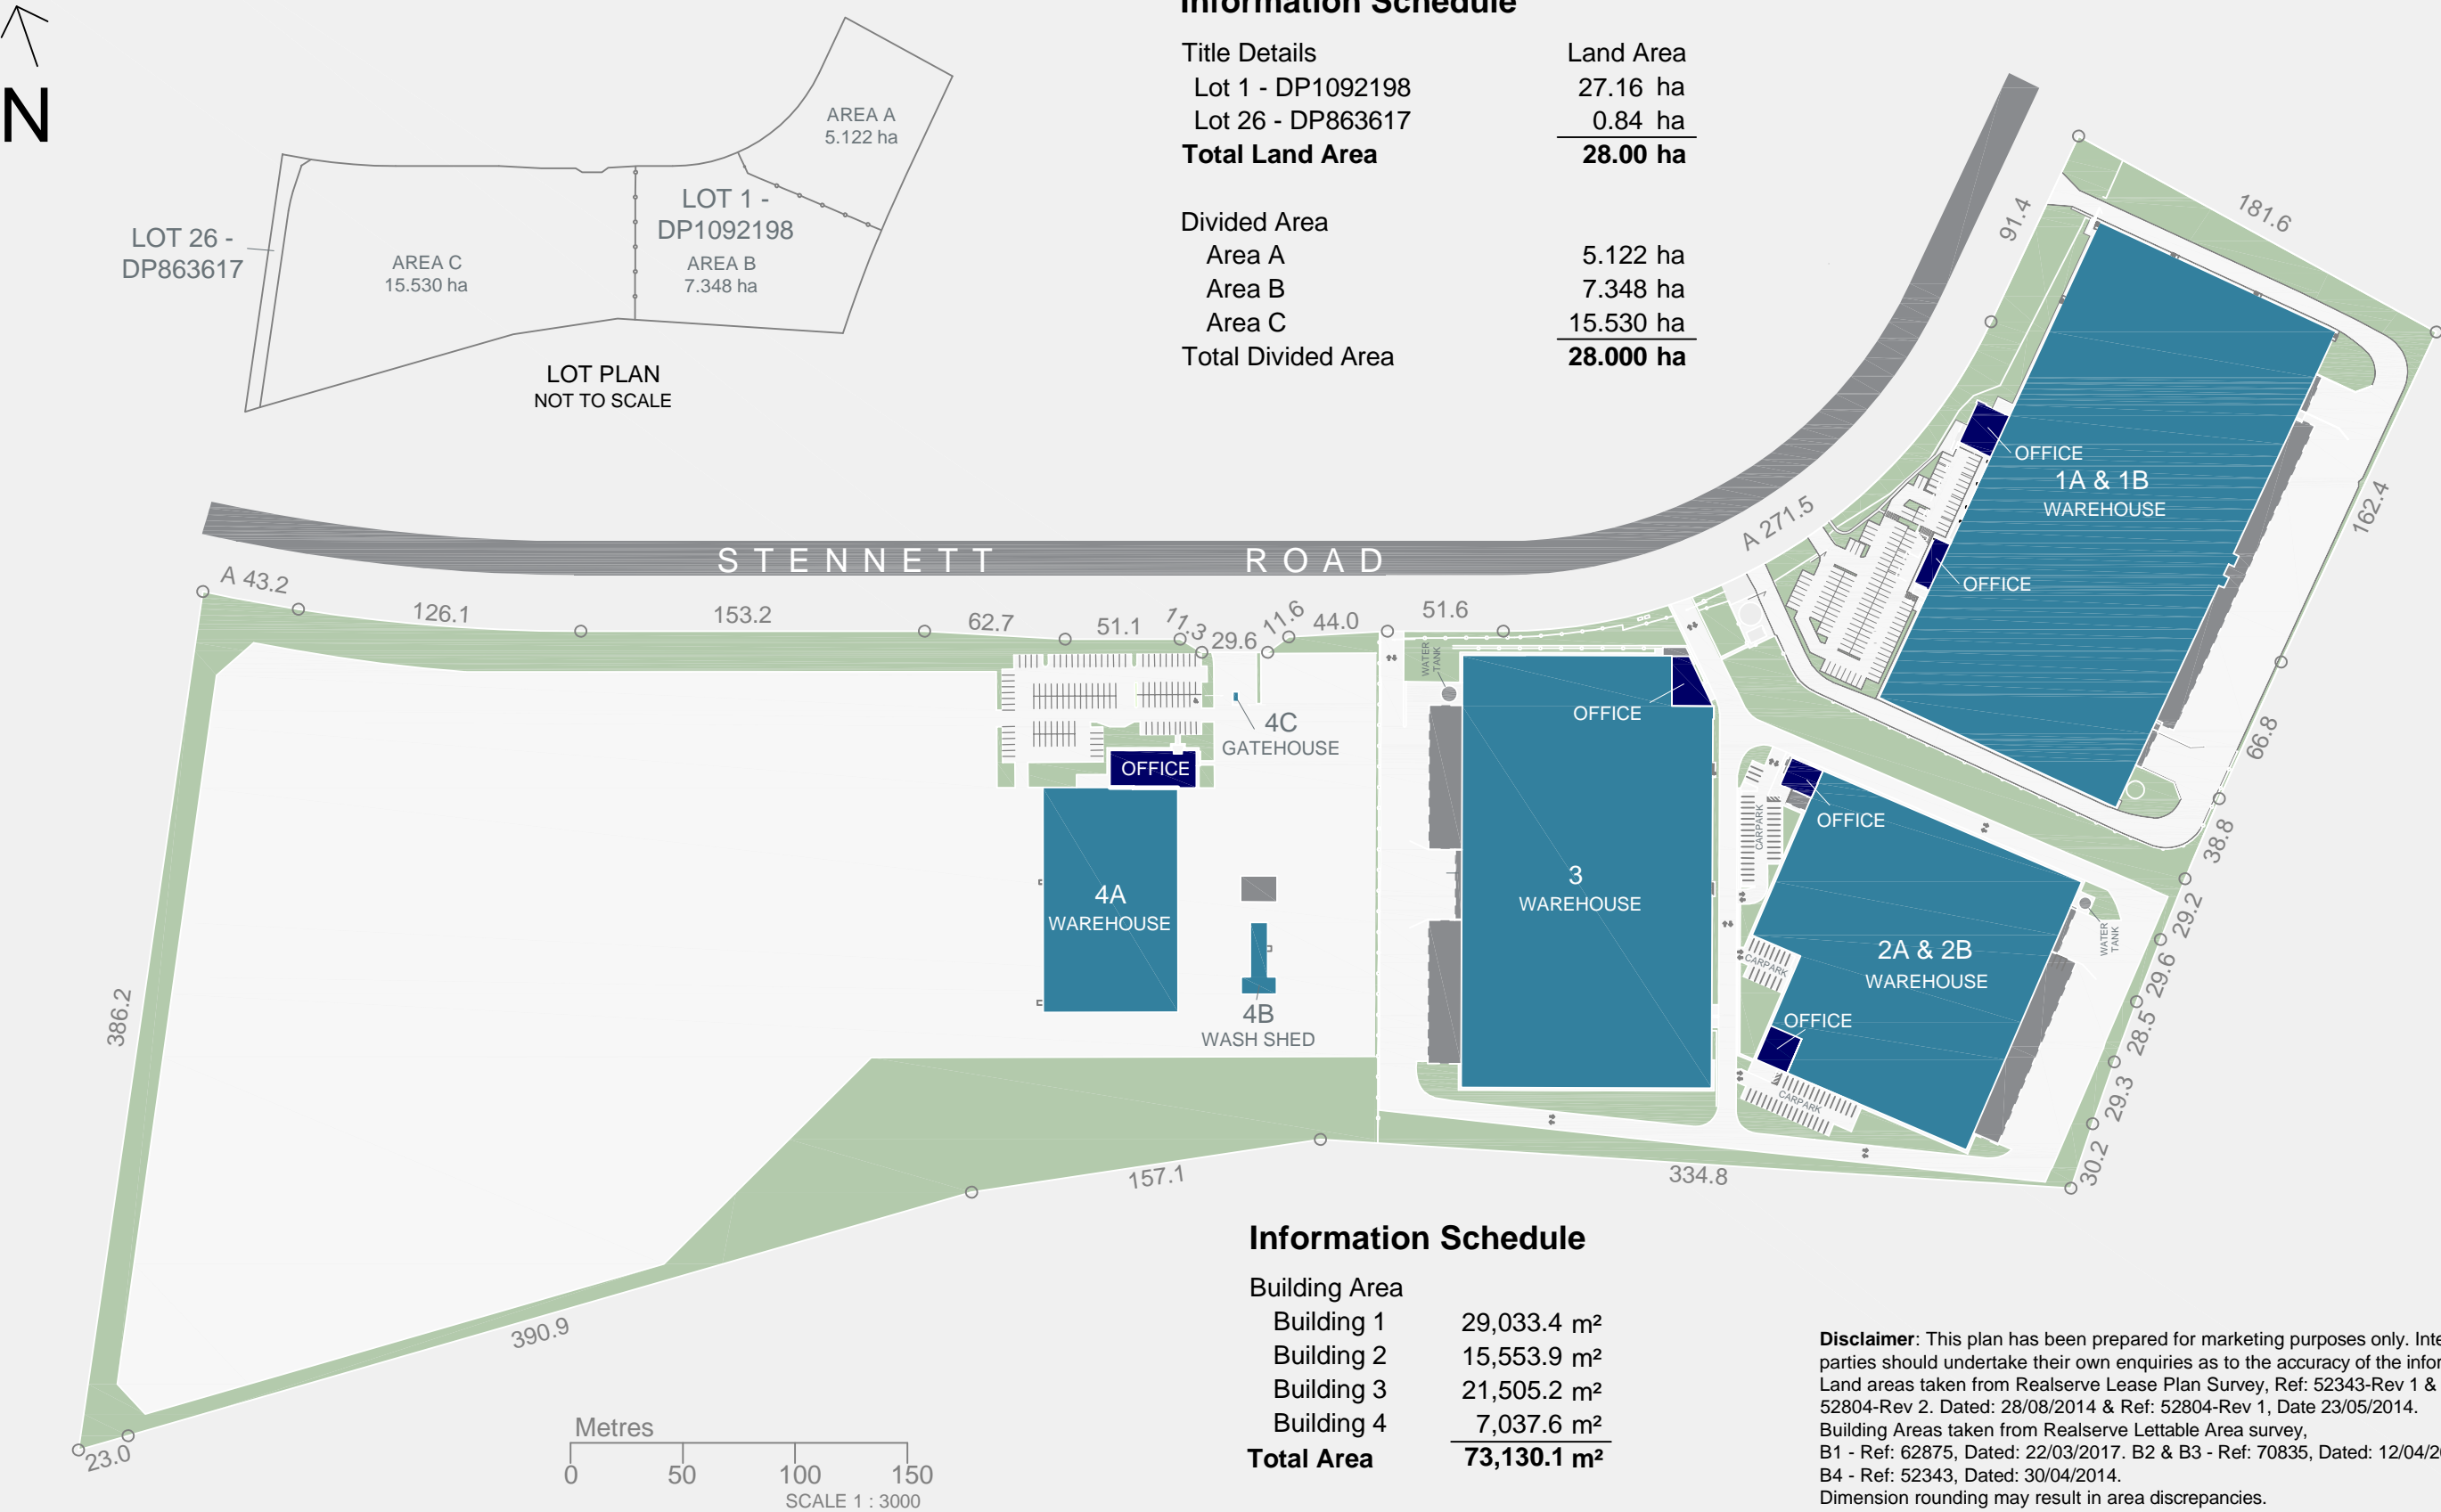 N
Information Schedule
Title Details Land Area
Lot 1 - DP1092198 27.16 ha
Lot 26 - DP863617 0.84 ha
Total Land Area 28.00 ha
Divided Area
Area A 5.122 ha
Area B 7.348 ha
Area C 15.530 ha
Total Divided Area 28.000 ha
AREA A
5.122 ha
LOT 1 -
DP1092198
AREA B
7.348 ha
LOT 26 -
DP863617
AREA C
15.530 ha
LOT PLAN
NOT TO SCALE
STENNETT ROAD
A 43.2
126.1
153.2
62.7
51.1
11.3
29.6
11.6
44.0
51.6
A 271.5
91.4
181.6
162.4
66.8
38.8
29.2
29.6
28.5
29.3
30.2
334.8
157.1
390.9
23.0
386.2
OFFICE
1A & 1B
WAREHOUSE
OFFICE
WATER
TANK
OFFICE
3
WAREHOUSE
4C
GATEHOUSE
OFFICE
4A
WAREHOUSE
4B
WASH SHED
CARPARK
OFFICE
2A & 2B
WAREHOUSE
WATER
TANK
CARPARK
OFFICE
CARPARK
Information Schedule
Building Area
Building 1 29,033.4 m²
Building 2 15,553.9 m²
Building 3 21,505.2 m²
Building 4 7,037.6 m²
Total Area 73,130.1 m²
Metres
0 50 100 150
SCALE 1 : 3000
Disclaimer: This plan has been prepared for marketing purposes only.
parties should undertake their own enquiries as to the accuracy of the
Land areas taken from Realserve Lease Plan Survey, Ref: 52343-Rev 1 &
52804-Rev 2. Dated: 28/08/2014 & Ref: 52804-Rev 1, Date 23/05/2014.
Building Areas taken from Realserve Lettable Area survey,
B1 - Ref: 62875, Dated: 22/03/2017. B2 & B3 - Ref: 70835, Dated:
B4 - Ref: 52343, Dated: 30/04/2014.
Dimension rounding may result in area discrepancies.